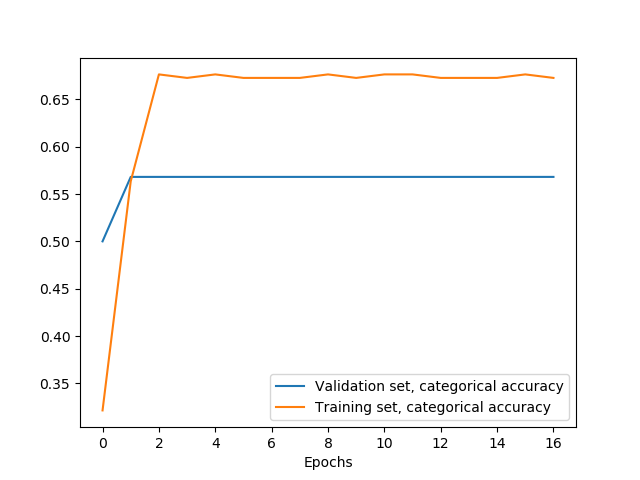 0.65
0.60
0.55
0.50
0.45
0.40
0.35
Validation set, categorical accuracy
Training set, categorical accuracy
0 2 4 6 8 10 12 14 16
Epochs